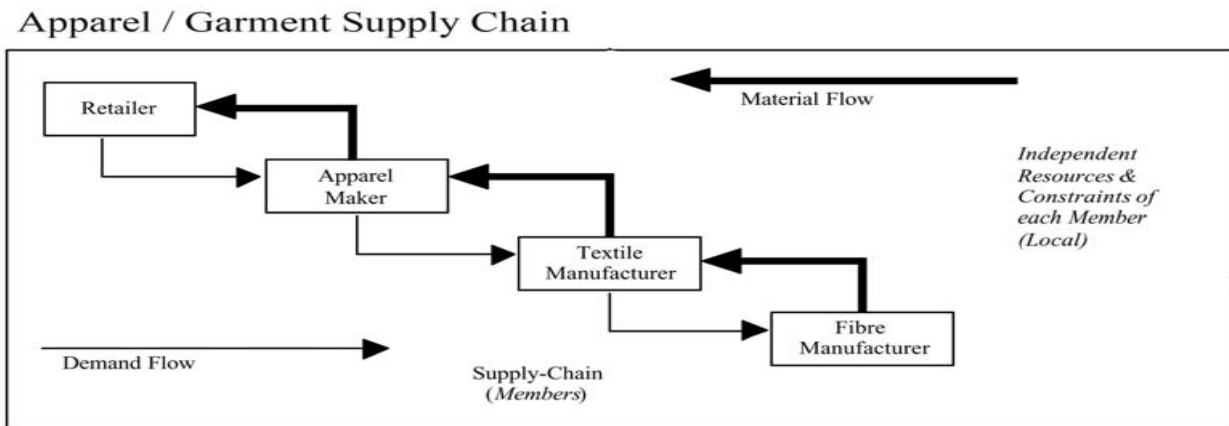 Apparel / Garment Supply Chain
Retailer
Material Flow
Apparel
Maker
Independent
Resources &
Constraints of
each Member
(Local)
Textile
Manufacturer
Fibre
Manufacturer
Demand Flow
Supply-Chain
(Members)